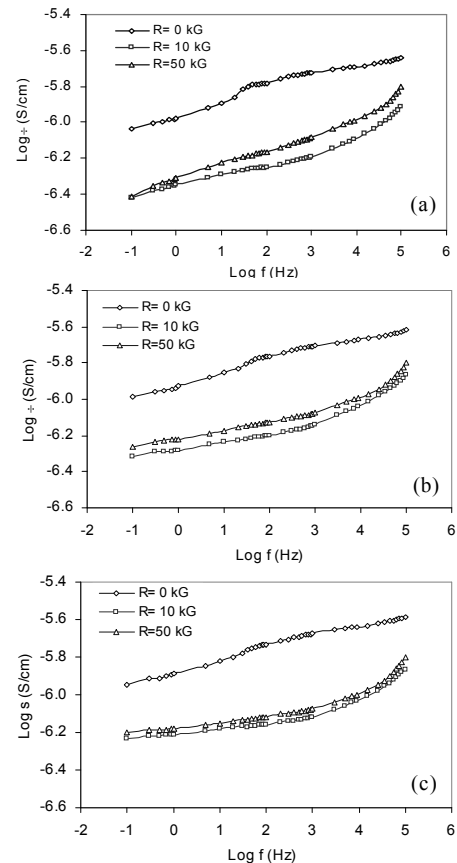 -5.4
R= 0 kG
R= 10 kG
R=50 kG
-5.6
-5.8
-6.0
-6.2
-6.4
-6.6
Log÷ (S/cm)
(a)
-2 -1 0 1 2 3 4 5 6
Log f (Hz)
-5.4
R= 0 kG
R= 10 kG
R=50 kG
-5.6
-5.8
-6.0
-6.2
-6.4
-6.6
Log ÷ (S/cm)
(b)
-2 -1 0 1 2 3 4 5 6
Log f (Hz)
-5.4
R= 0 kG
R= 10 kG
R=50 kG
-5.6
-5.8
-6.0
-6.2
-6.4
-6.6
Log s (S/cm)
(c)
-2 -1 0 1 2 3 4 5 6
Log f (Hz)